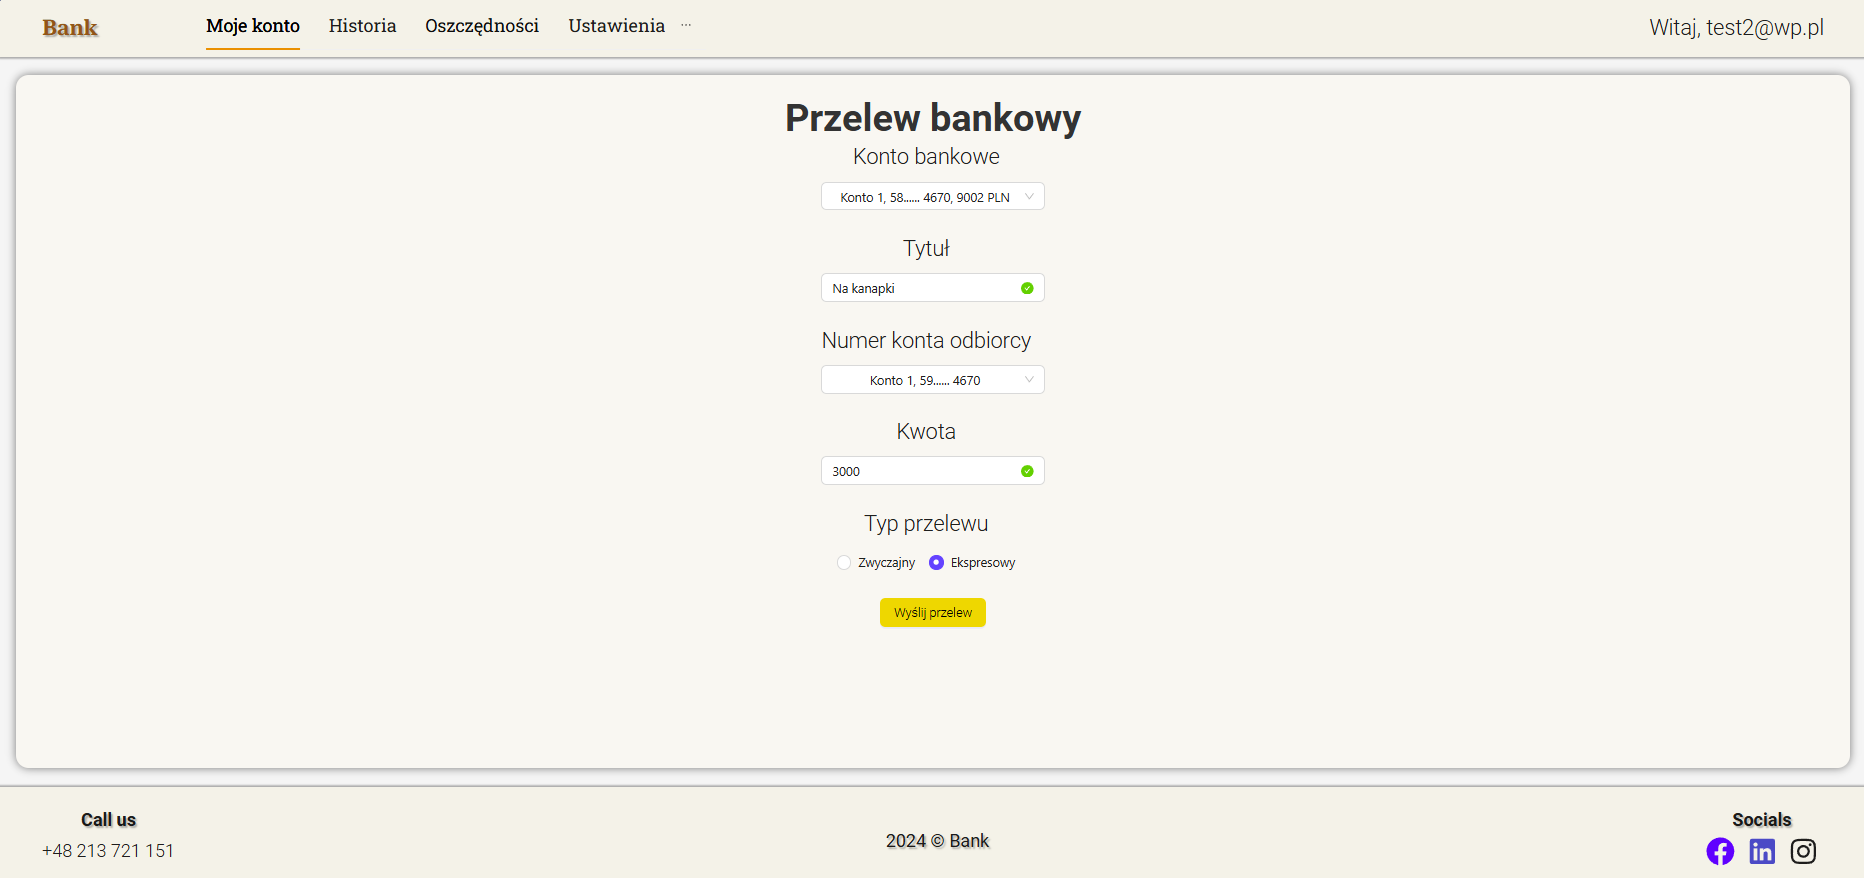 Bank
Moje konto Historia Oszczędności Ustawienia ···
Witaj, test2@wp.pl
Przelew bankowy
Konto bankowe
Konto 1, 58...... 4670, 9002 PLN
Tytuł
Na kanapki
Numer konta odbiorcy
Konto 1, 59...... 4670
Kwota
3000
Typ przelewu
Zwyczajny Ekspresowy
Wyślij przelew
Call us
+48 213 721 151
2024 © Bank
Socials